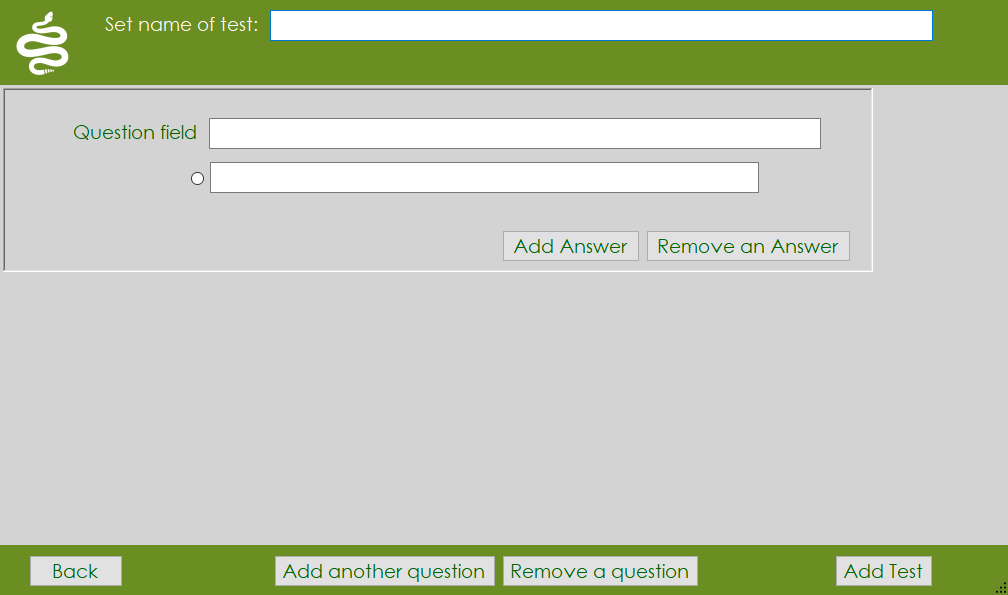 Set name of test:
Question field
Add Answer Remove an Answer
Back Add another question Remove a question Add Test